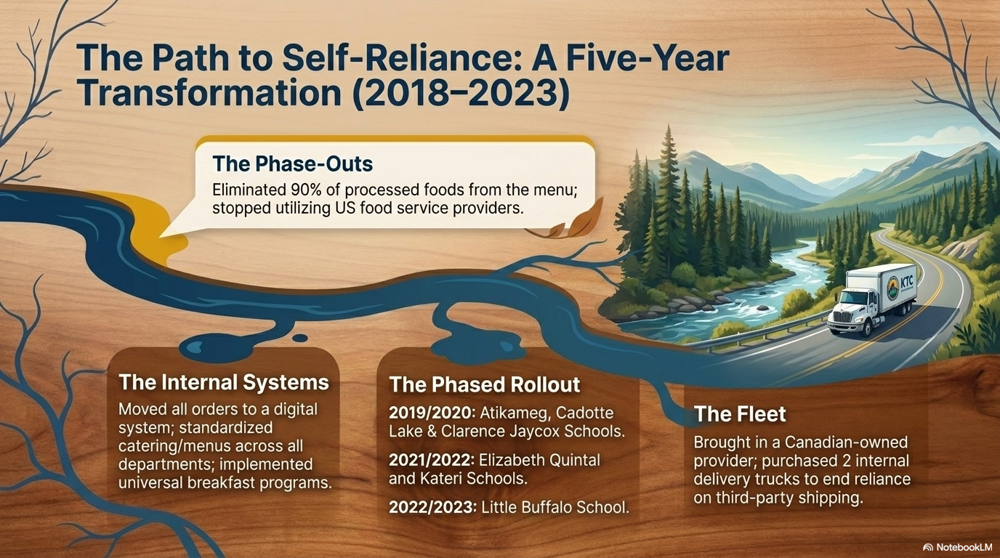 The Path to Self-Reliance: A Five-Year
Transformation (2018–2023)
The Phase-Outs
Eliminated 90% of processed foods from the menu;
stopped utilizing US food service providers.
KTC
The Internal Systems
Moved all orders to a digital
system; standardized
catering/menus across all
departments; implemented
universal breakfast programs.
The Phased Rollout
2019/2020: Atikameg, Cadotte
Lake & Clarence Jaycox Schools.
2021/2022: Elizabeth Quintal
and Kateri Schools.
2022/2023: Little Buffalo School.
The Fleet
Brought in a Canadian-owned
provider; purchased 2 internal
delivery trucks to end reliance
on third-party shipping.
NotebookLM